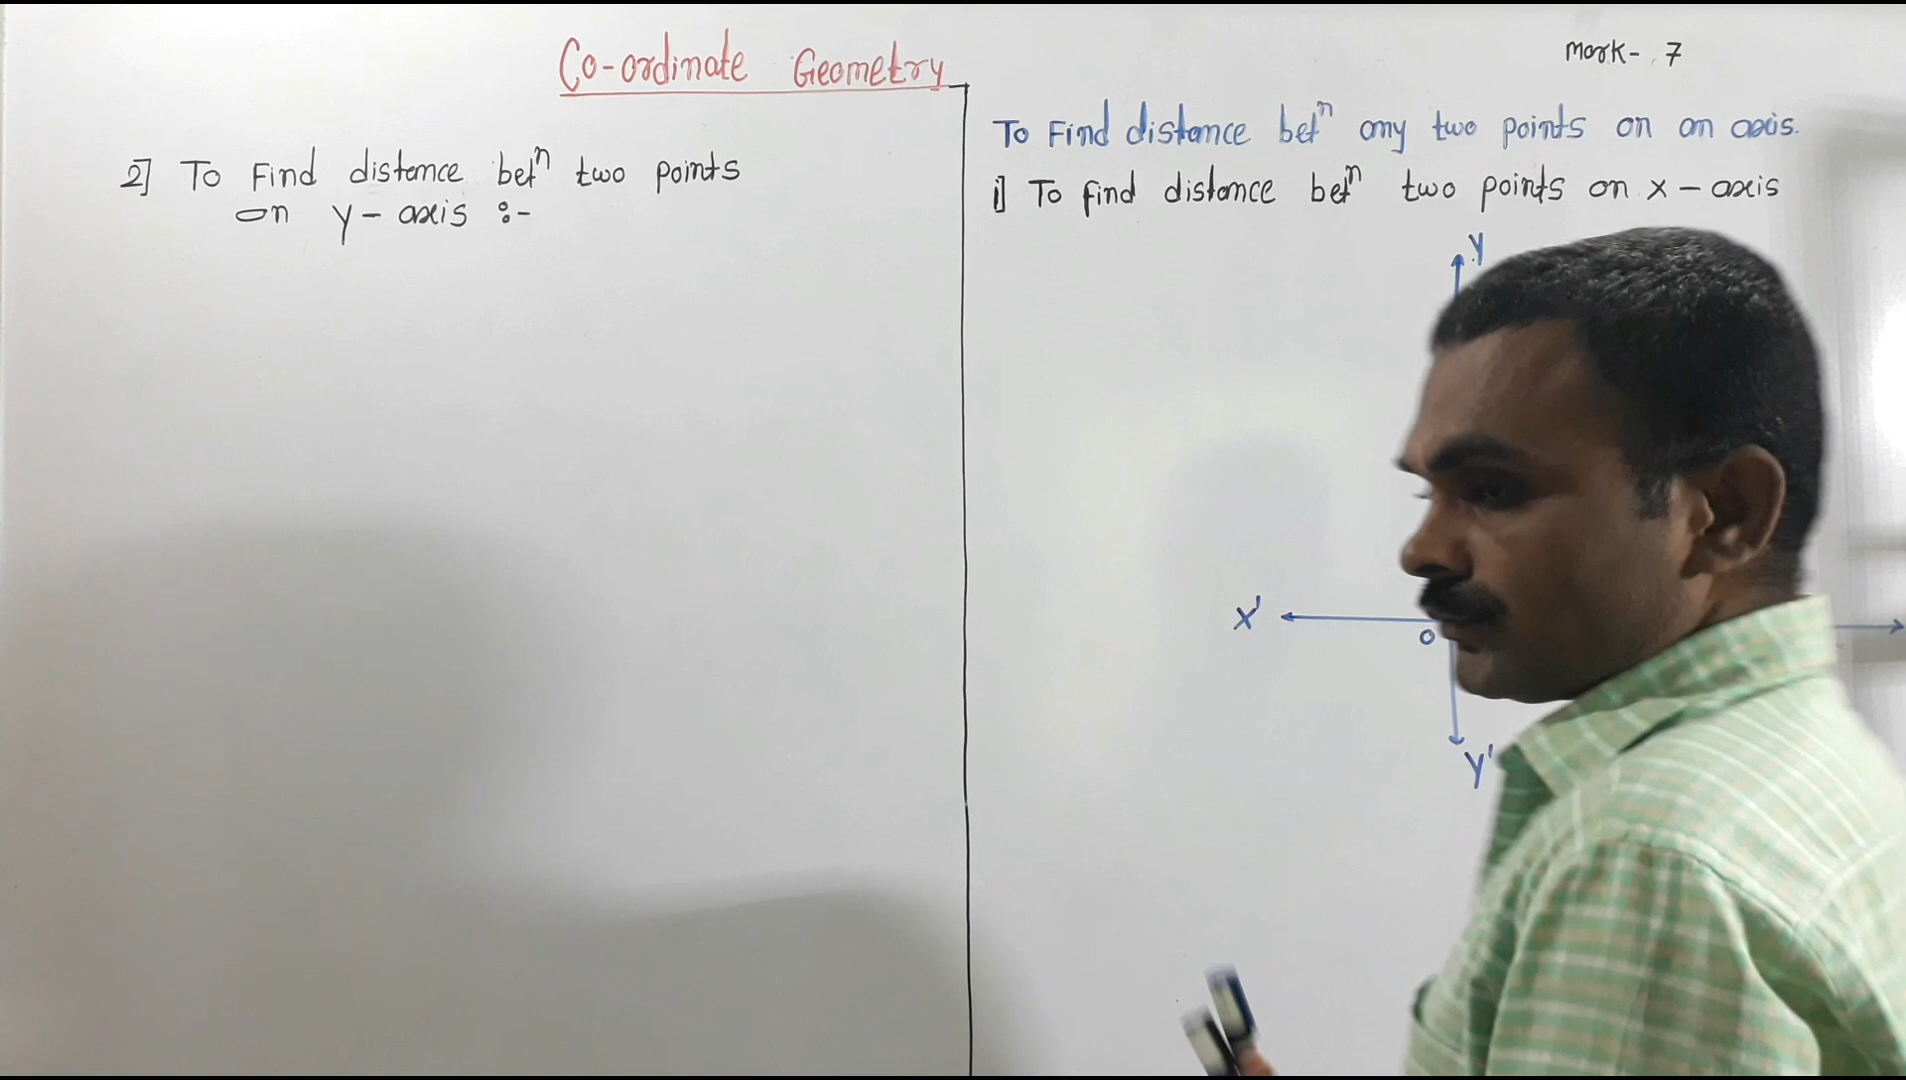 Co-ordinate Geometry
Mark-. 7
To Find distance betⁿ any two points on an axis.
i] To find distance betⁿ two points on x - axis
Y
X'
O
Y'
2] To Find distance betⁿ two points
on y - axis :-